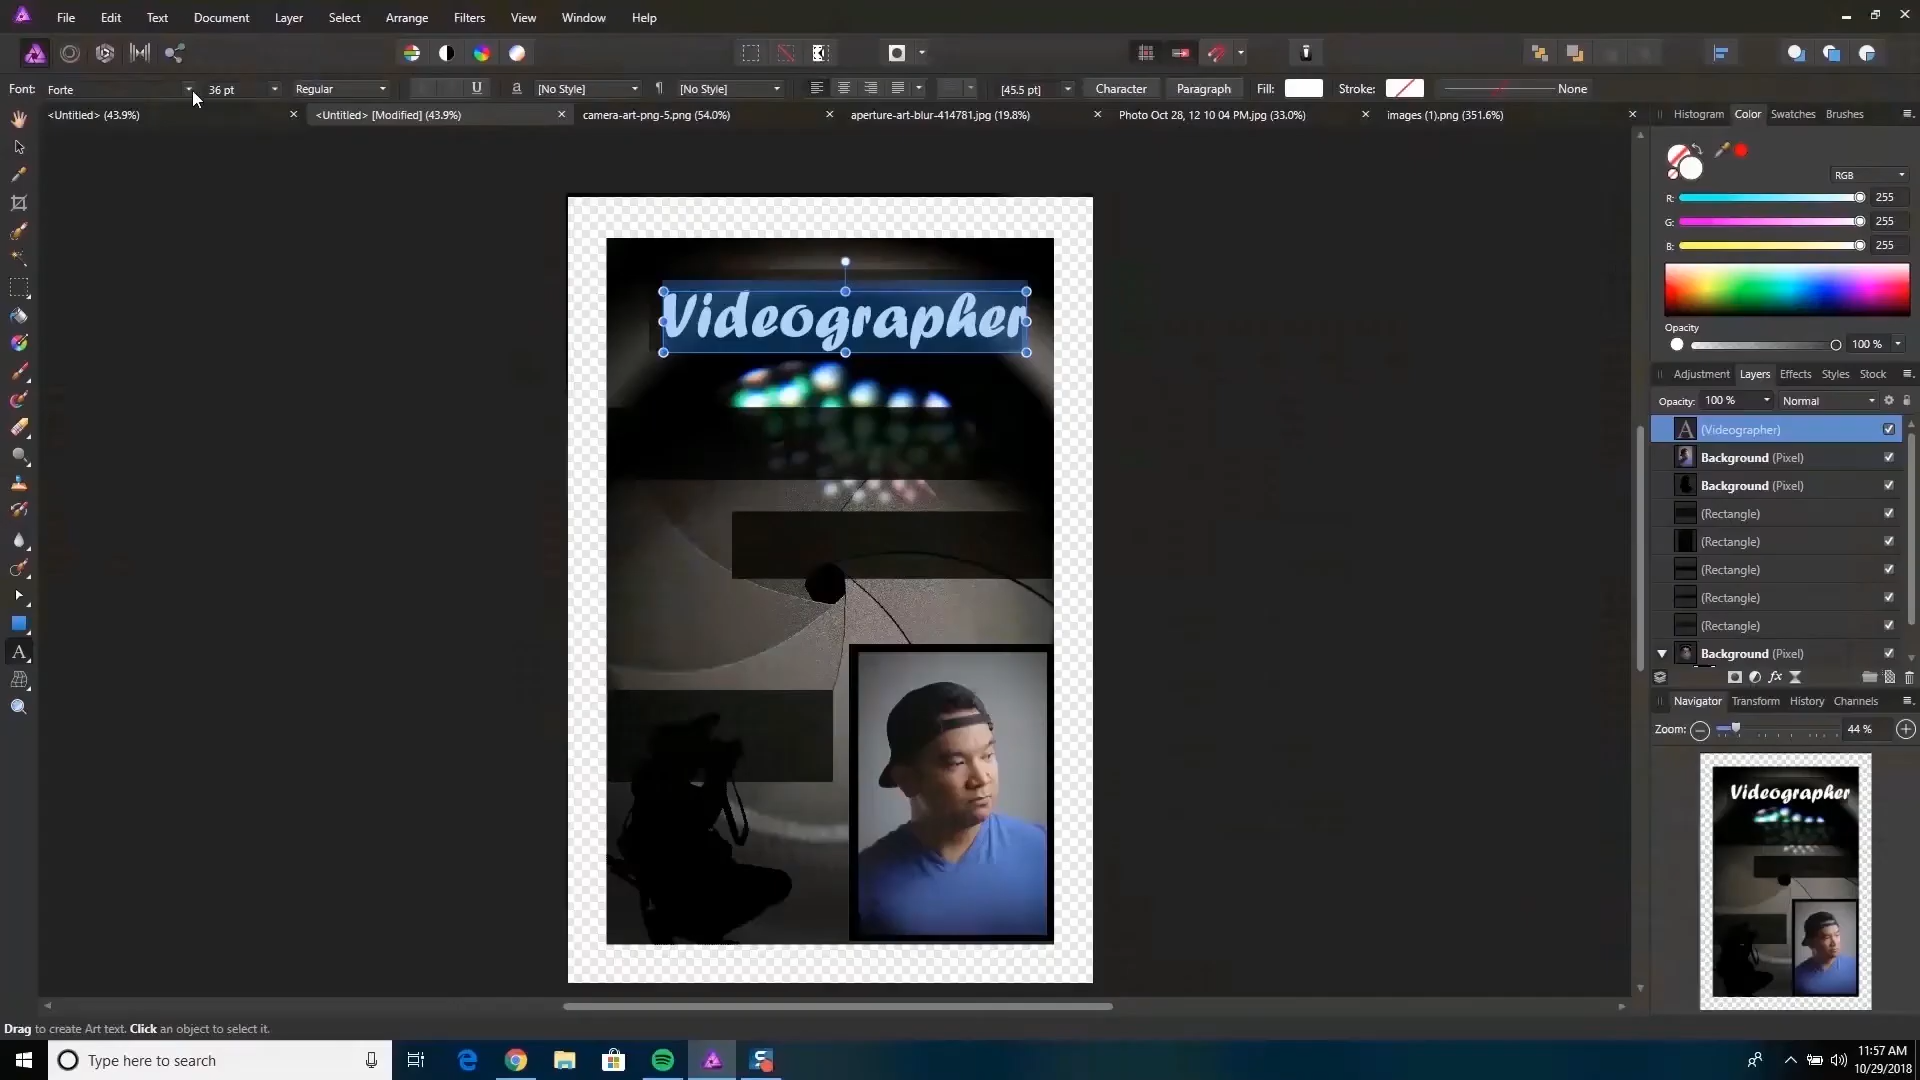 File Edit Text Document Layer Select Arrange Filters View Window Help
Font: Forte 36 pt Regular U a [No Style] ¶ [No Style] [45.5 pt] Character Paragraph Fill: Stroke: None
<Untitled> (43.9%) <Untitled> [Modified] (43.9%) camera-art-png-5.png (54.0%) aperture-art-blur-414781.jpg (19.8%) Photo Oct 28, 12 10 04 PM.jpg (33.0%) images (1).png (351.6%)
Histogram Color Swatches Brushes
RGB
R: 255
G: 255
B: 255
Opacity
100 %
Adjustment Layers Effects Styles Stock
Opacity: 100 % Normal
A (Videographer)
Background (Pixel)
Background (Pixel)
(Rectangle)
(Rectangle)
(Rectangle)
(Rectangle)
(Rectangle)
Background (Pixel)
fx
Navigator Transform History Channels
Zoom: 44 %
Videographer
Videographer
A
Drag to create Art text. Click an object to select it.
Type here to search
11:57 AM
10/29/2018